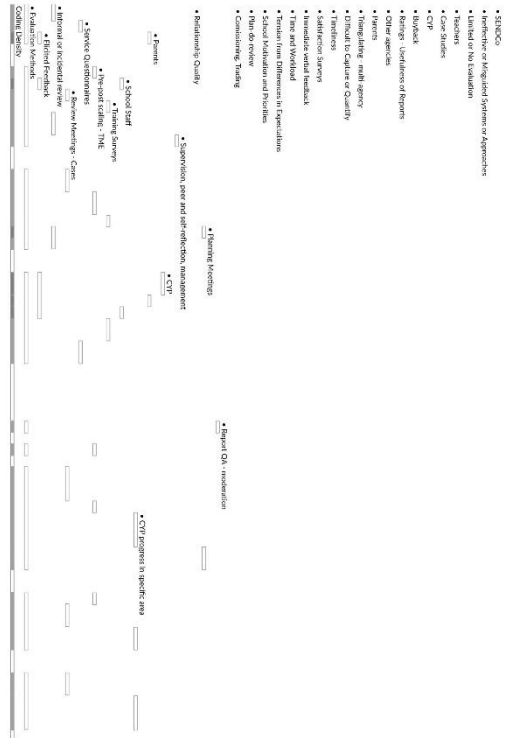 • SENDCo
• Ineffective or Misguided Systems or Approaches
• Limited or No Evaluation
• Teachers
• Case Studies
• CYP
• Buyback
• Ratings - Usefulness of Reports
• Other agencies
• Parents
• Triangulating - multi agency
• Difficult to Capture or Quantify
• Timeliness
• Satisfaction Surveys
• Immediate verbal feedback
• Time and Workload
• Tension from Differences in Expectations
• School Motivation and Priorities
• Plan do review
• Comissioning, Trading
• Report QA - moderation
• Planning Meetings
• Relationship Quality
• Supervision, peer and self-reflection, management
• CYP
• Parents
• CYP progress in specific area
• School Staff
• Training Surveys
• Pre-post scaling - TME
• Service Questionnaires
• Review Meetings - Cases
• Informal or incidental review
• Elicited Feedback
• Evaluation Methods
Coding Density